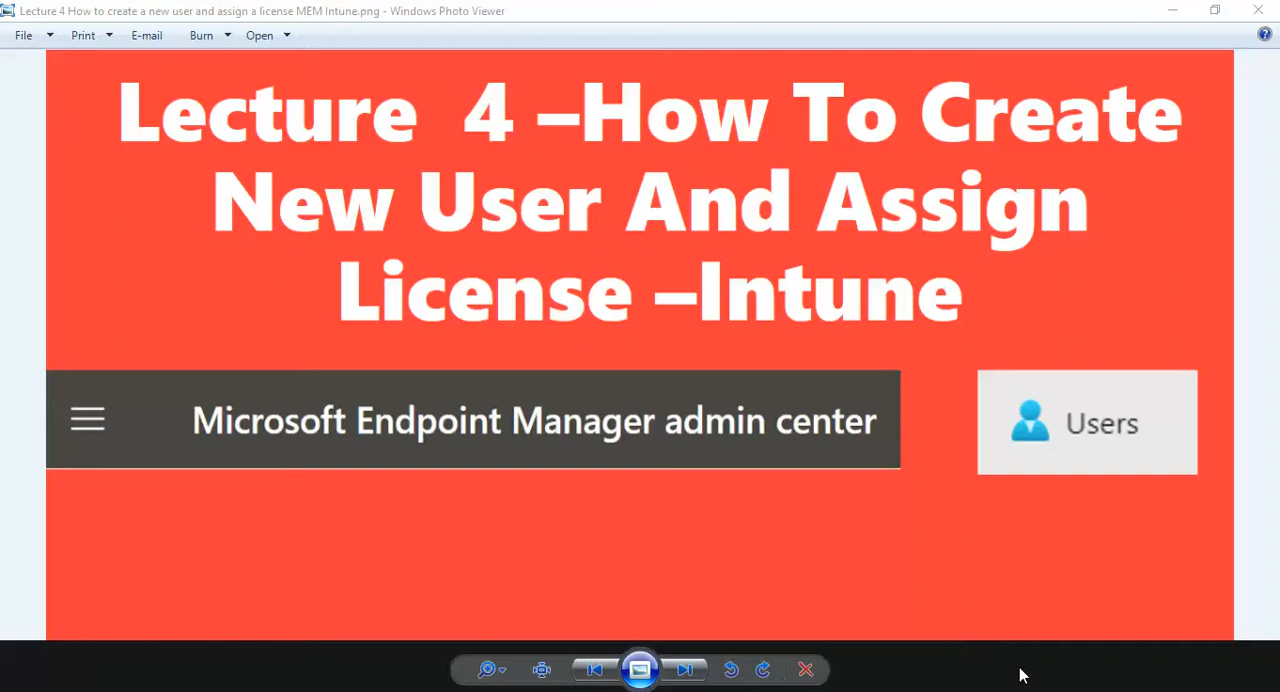 Lecture 4 How to create a new user and assign a license MEM Intune.png - Windows Photo Viewer
File Print E-mail Burn Open
Lecture 4 –How To Create
New User And Assign
License –Intune
Microsoft Endpoint Manager admin center
Users